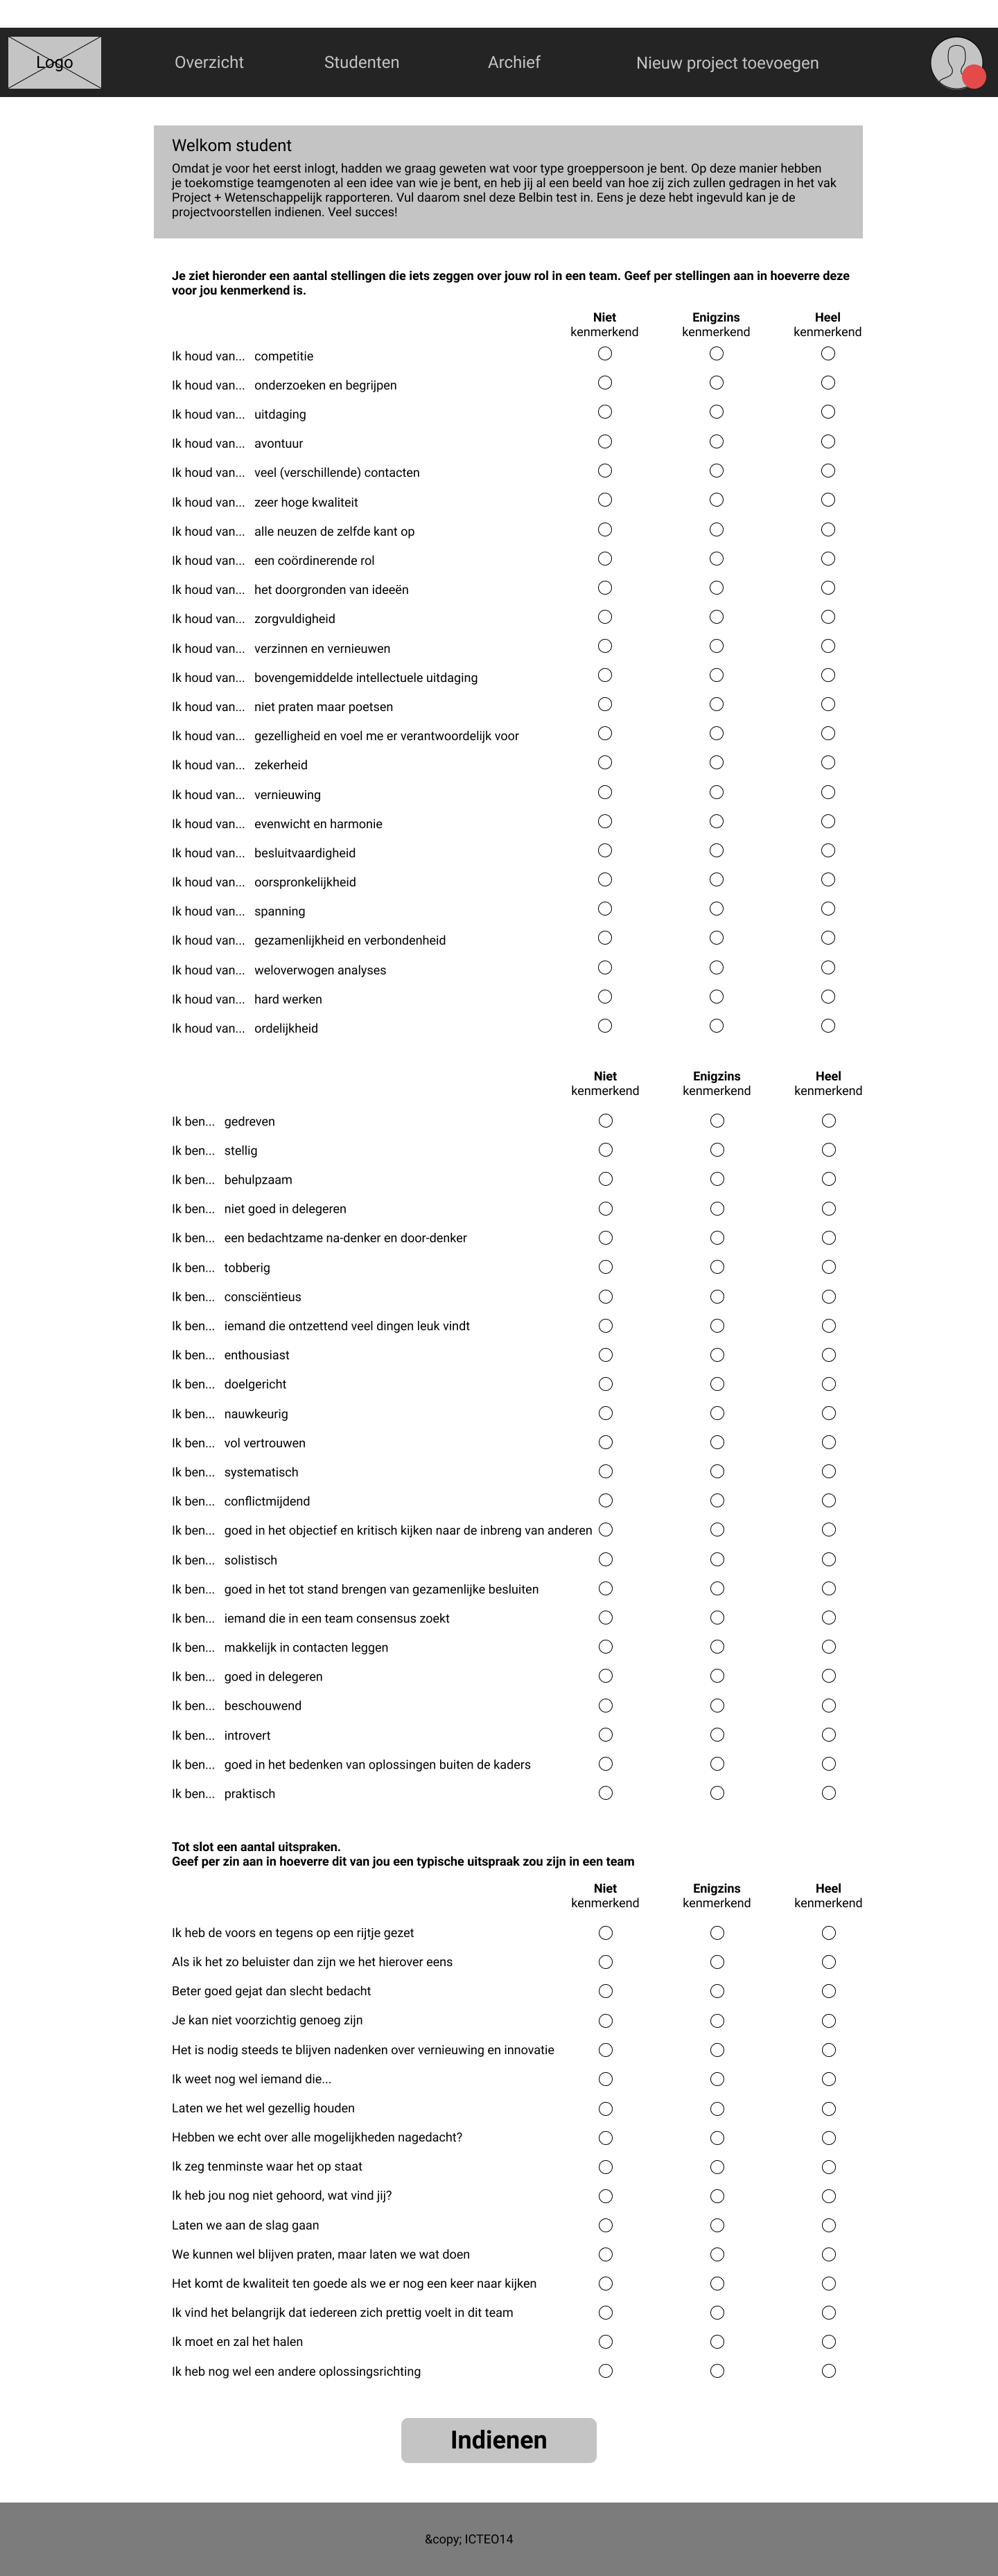 Logo
Overzicht
Studenten
Archief
Nieuw project toevoegen
Welkom student
Omdat je voor het eerst inlogt, hadden we graag geweten wat voor type groeppersoon je bent. Op deze manier hebben
je toekomstige teamgenoten al een idee van wie je bent, en heb jij al een beeld van hoe zij zich zullen gedragen in het vak
Project + Wetenschappelijk rapporteren. Vul daarom snel deze Belbin test in. Eens je deze hebt ingevuld kan je de
projectvoorstellen indienen. Veel succes!
Je ziet hieronder een aantal stellingen die iets zeggen over jouw rol in een team. Geef per stellingen aan in hoeverre deze
voor jou kenmerkend is.
Niet Enigzins Heel
kenmerkend kenmerkend kenmerkend
Ik houd van... competitie
Ik houd van... onderzoeken en begrijpen
Ik houd van... uitdaging
Ik houd van... avontuur
Ik houd van... veel (verschillende) contacten
Ik houd van... zeer hoge kwaliteit
Ik houd van... alle neuzen de zelfde kant op
Ik houd van... een coördinerende rol
Ik houd van... het doorgronden van ideeën
Ik houd van... zorgvuldigheid
Ik houd van... verzinnen en vernieuwen
Ik houd van... bovengemiddelde intellectuele uitdaging
Ik houd van... niet praten maar poetsen
Ik houd van... gezelligheid en voel me er verantwoordelijk voor
Ik houd van... zekerheid
Ik houd van... vernieuwing
Ik houd van... evenwicht en harmonie
Ik houd van... besluitvaardigheid
Ik houd van... oorspronkelijkheid
Ik houd van... spanning
Ik houd van... gezamenlijkheid en verbondenheid
Ik houd van... weloverwogen analyses
Ik houd van... hard werken
Ik houd van... ordelijkheid
Niet Enigzins Heel
kenmerkend kenmerkend kenmerkend
Ik ben... gedreven
Ik ben... stellig
Ik ben... behulpzaam
Ik ben... niet goed in delegeren
Ik ben... een bedachtzame na-denker en door-denker
Ik ben... tobberig
Ik ben... consciëntieus
Ik ben... iemand die ontzettend veel dingen leuk vindt
Ik ben... enthousiast
Ik ben... doelgericht
Ik ben... nauwkeurig
Ik ben... vol vertrouwen
Ik ben... systematisch
Ik ben... conflictmijdend
Ik ben... goed in het objectief en kritisch kijken naar de inbreng van anderen
Ik ben... solistisch
Ik ben... goed in het tot stand brengen van gezamenlijke besluiten
Ik ben... iemand die in een team consensus zoekt
Ik ben... makkelijk in contacten leggen
Ik ben... goed in delegeren
Ik ben... beschouwend
Ik ben... introvert
Ik ben... goed in het bedenken van oplossingen buiten de kaders
Ik ben... praktisch
Tot slot een aantal uitspraken.
Geef per zin aan in hoeverre dit van jou een typische uitspraak zou zijn in een team
Niet Enigzins Heel
kenmerkend kenmerkend kenmerkend
Ik heb de voors en tegens op een rijtje gezet
Als ik het zo beluister dan zijn we het hierover eens
Beter goed gejat dan slecht bedacht
Je kan niet voorzichtig genoeg zijn
Het is nodig steeds te blijven nadenken over vernieuwing en innovatie
Ik weet nog wel iemand die...
Laten we het wel gezellig houden
Hebben we echt over alle mogelijkheden nagedacht?
Ik zeg tenminste waar het op staat
Ik heb jou nog niet gehoord, wat vind jij?
Laten we aan de slag gaan
We kunnen wel blijven praten, maar laten we wat doen
Het komt de kwaliteit ten goede als we er nog een keer naar kijken
Ik vind het belangrijk dat iedereen zich prettig voelt in dit team
Ik moet en zal het halen
Ik heb nog wel een andere oplossingsrichting
Indienen
&copy; ICTEO14